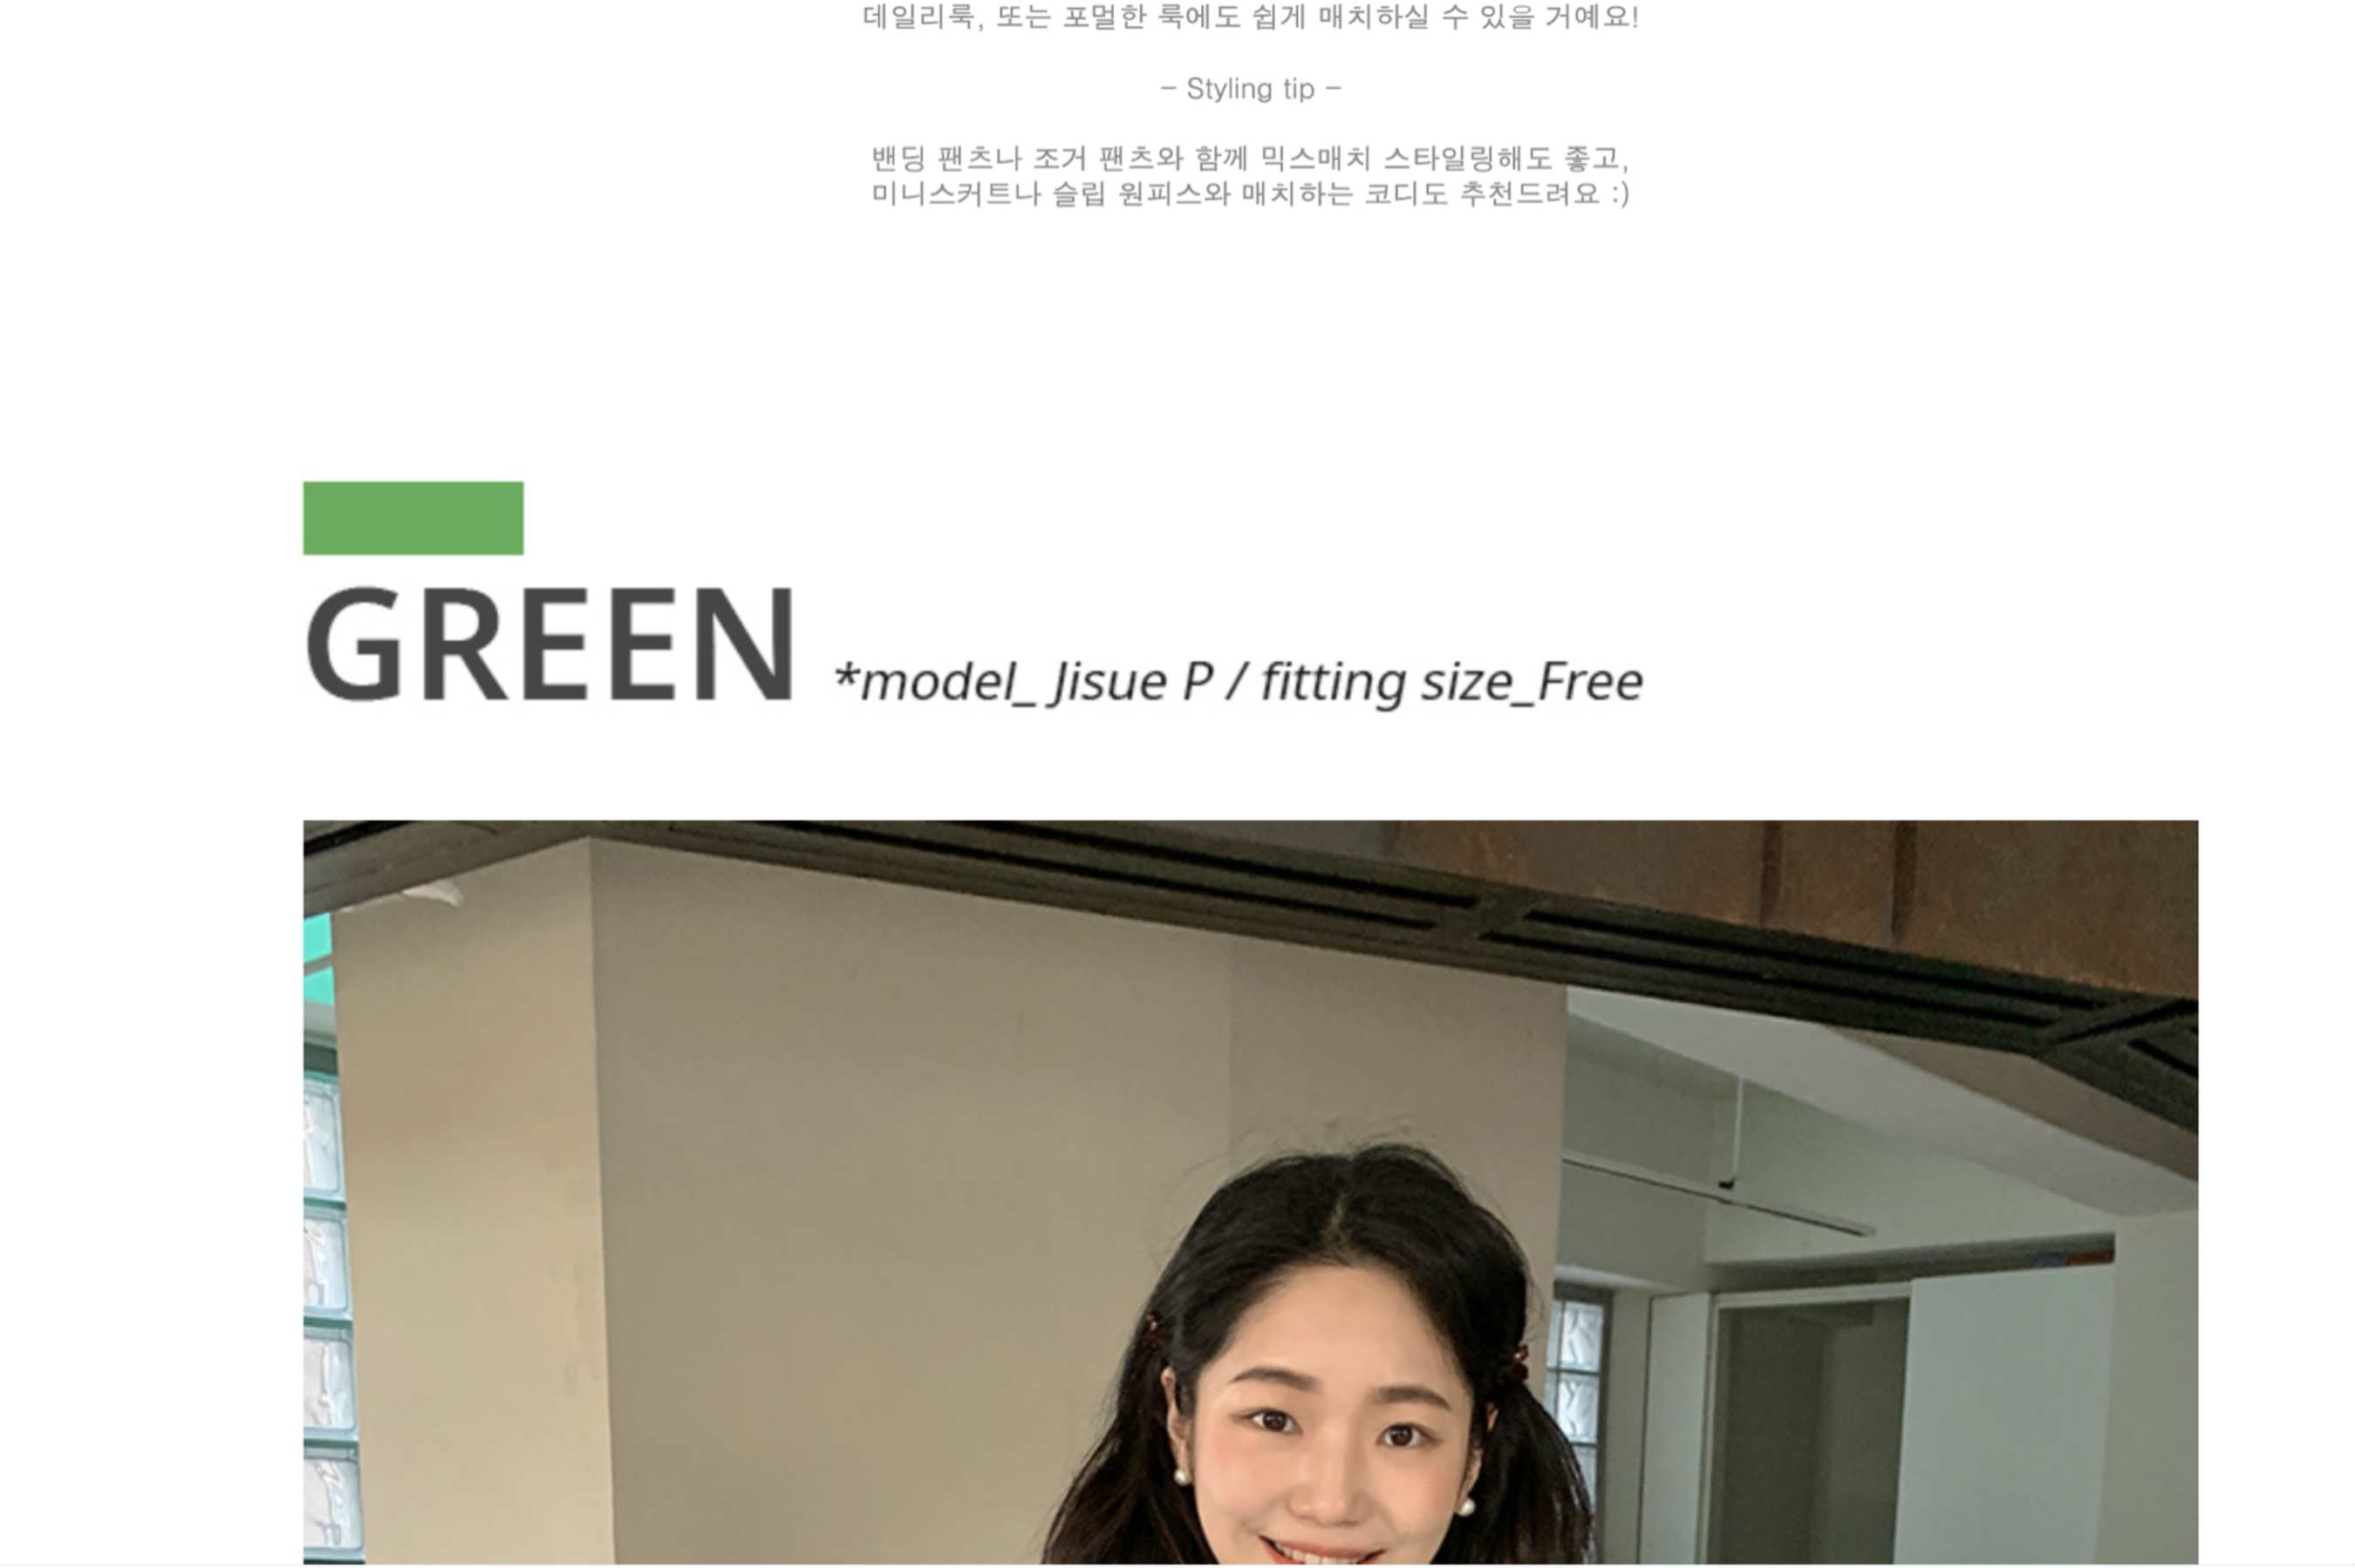 데일리룩, 또는 포멀한 룩에도 쉽게 매치하실 수 있을 거예요!
– Styling tip –
밴딩 팬츠나 조거 팬츠와 함께 믹스매치 스타일링해도 좋고,
미니스커트나 슬립 원피스와 매치하는 코디도 추천드려요 :)
GREEN *model_ Jisue P / fitting size_Free